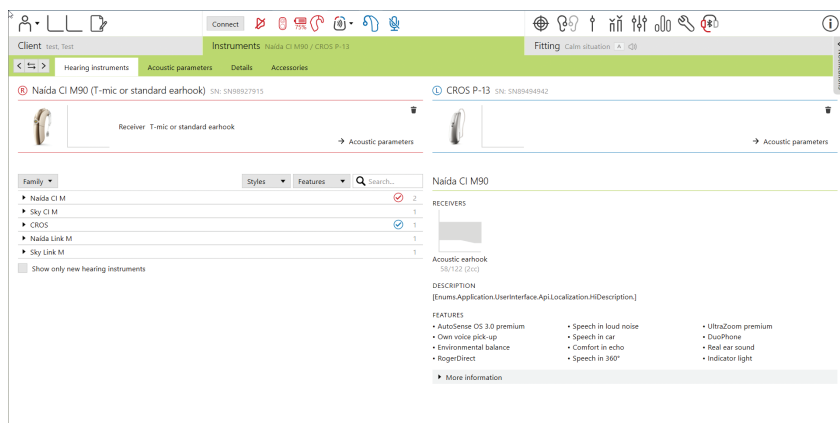 Connect
75%
Client test, Test
Instruments Naída CI M90 / CROS P-13
Fitting Calm situation A
Hearing instruments Acoustic parameters Details Accessories
R Naída CI M90 (T-mic or standard earhook) SN: SN98927915
L CROS P-13 SN: SN89494942
Receiver T-mic or standard earhook
→ Acoustic parameters
→ Acoustic parameters
Family
Styles
Features
Search...
Naída CI M 2
Sky CI M 1
CROS 1
Naída Link M 1
Sky Link M 1
Show only new hearing instruments
Naída CI M90
RECEIVERS
Acoustic earhook
58/122 (2cc)
DESCRIPTION
[Enums.Application.UserInterface.Api.Localization.HiDescription.]
FEATURES
• AutoSense OS 3.0 premium
• Own voice pick-up
• Environmental balance
• RogerDirect
• Speech in loud noise
• Speech in car
• Comfort in echo
• Speech in 360°
• UltraZoom premium
• DuoPhone
• Real ear sound
• Indicator light
More information